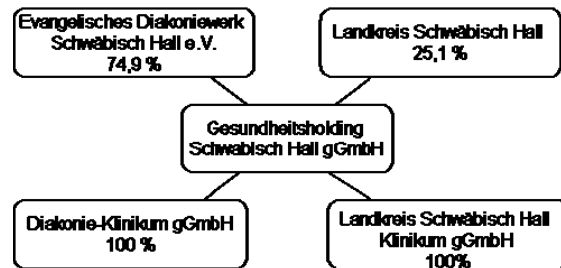 Evangelisches Diakoniewerk
Schwäbisch Hall e.V.
74,9 %
Landkreis Schwäbisch Hall
25,1 %
Gesundheitsholding
Schwäbisch Hall gGmbH
Diakonie-Klinikum gGmbH
100 %
Landkreis Schwäbisch Hall
Klinikum gGmbH
100%